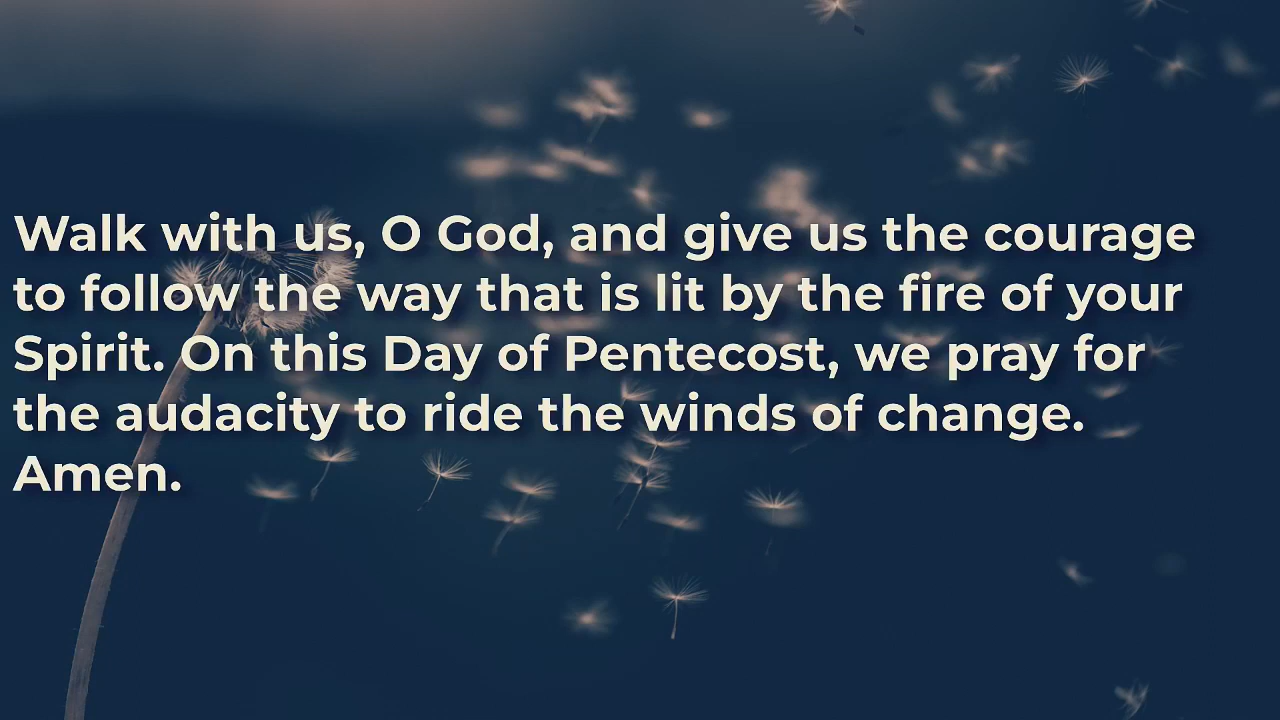 Walk with us, O God, and give us the courage
to follow the way that is lit by the fire of your
Spirit. On this Day of Pentecost, we pray for
the audacity to ride the winds of change.
Amen.